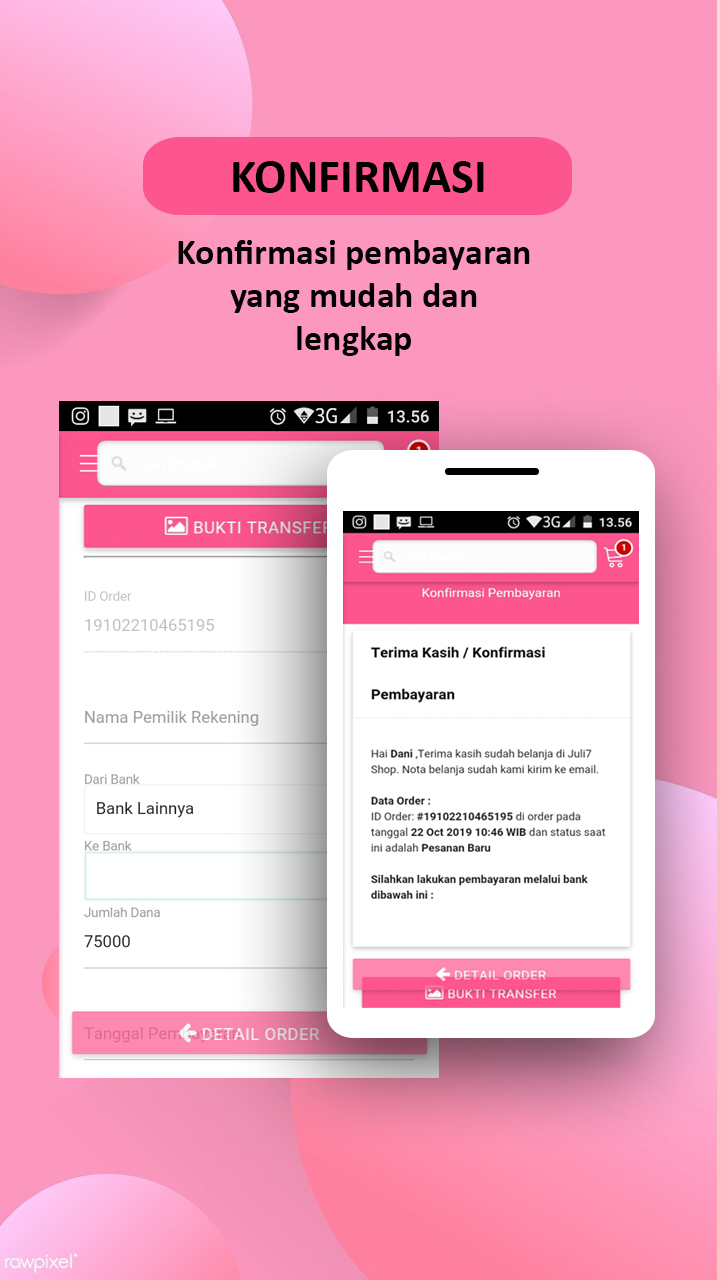 KONFIRMASI
Konfirmasi pembayaran
yang mudah dan
lengkap
3G 13.56
BUKTI TRANSFER
ID Order
19102210465195
Nama Pemilik Rekening
Dari Bank
Bank Lainnya
Ke Bank
Jumlah Dana
75000
DETAIL ORDER
3G 13.56
1
Konfirmasi Pembayaran
Terima Kasih / Konfirmasi
Pembayaran
Hai Dani ,Terima kasih sudah belanja di Juli7
Shop. Nota belanja sudah kami kirim ke email.
Data Order :
ID Order: #19102210465195 di order pada
tanggal 22 Oct 2019 10:46 WIB dan status saat
ini adalah Pesanan Baru
Silahkan lakukan pembayaran melalui bank
dibawah ini :
DETAIL ORDER
BUKTI TRANSFER
rawpixel